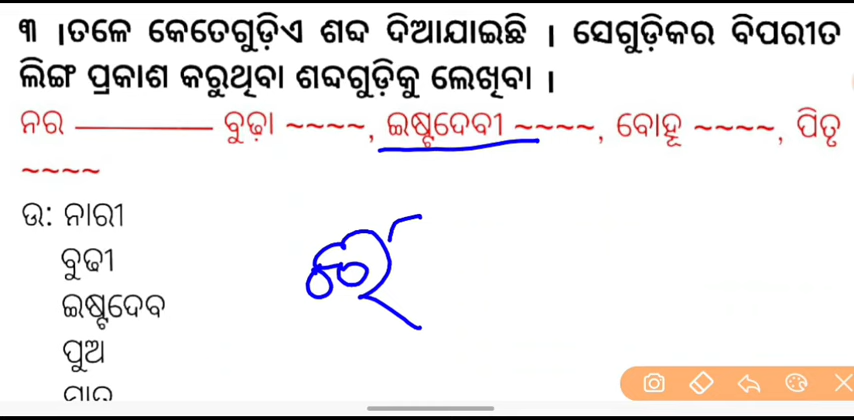 ୩ ।ତଳେ କେତେଗୁଡ଼ିଏ ଶବ୍ଦ ଦିଆଯାଇଛି । ସେଗୁଡ଼ିକର ବିପରୀତ
ଲିଙ୍ଗ ପ୍ରକାଶ କରୁଥିବା ଶବ୍ଦଗୁଡ଼ିକୁ ଲେଖିବା ।
ନର ———— ବୁଢ଼ା ~~~~, ଇଷ୍ଟଦେବୀ ~~~~, ବୋହୂ ~~~~, ପିତୃ
~~~~
ଉ: ନାରୀ
ବୁଢୀ
ଇଷ୍ଟଦେବ
ପୁଅ